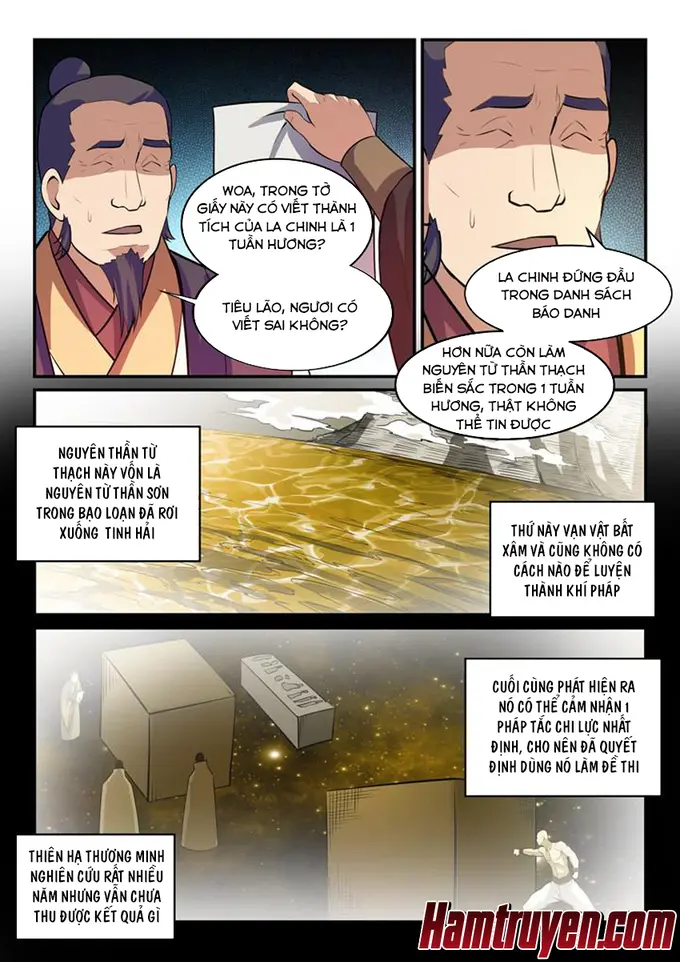 WOA, TRONG TỜ
GIẤY NÀY CÓ VIẾT THÀNH
TÍCH CỦA LA CHINH LÀ 1
TUẦN HƯƠNG?
TIÊU LÃO, NGƯƠI CÓ
VIẾT SAI KHÔNG?
LA CHINH ĐỨNG ĐẦU
TRONG DANH SÁCH
BÁO DANH
HƠN NỮA CÒN LÀM
NGUYÊN TỪ THẦN THẠCH
BIẾN SẮC TRONG 1 TUẦN
HƯƠNG, THẬT KHÔNG
THỂ TIN ĐƯỢC
NGUYÊN THẦN TỪ
THẠCH NÀY VỐN LÀ
NGUYÊN TỪ THẦN SƠN
TRONG BẠO LOẠN ĐÃ RƠI
XUỐNG TINH HẢI
THỨ NÀY VẠN VẬT BẤT
XÂM VÀ CŨNG KHÔNG CÓ
CÁCH NÀO ĐỂ LUYỆN
THÀNH KHÍ PHÁP
CUỐI CÙNG PHÁT HIỆN RA
NÓ CÓ THỂ CẢM NHẬN 1
PHÁP TẮC CHI LỰC NHẤT
ĐỊNH, CHO NÊN ĐÃ QUYẾT
ĐỊNH DÙNG NÓ LÀM ĐỀ THI
THIÊN HẠ THƯƠNG MINH
NGHIÊN CỨU RẤT NHIỀU
NĂM NHƯNG VẪN CHƯA
THU ĐƯỢC KẾT QUẢ GÌ
Hamtruyen.com